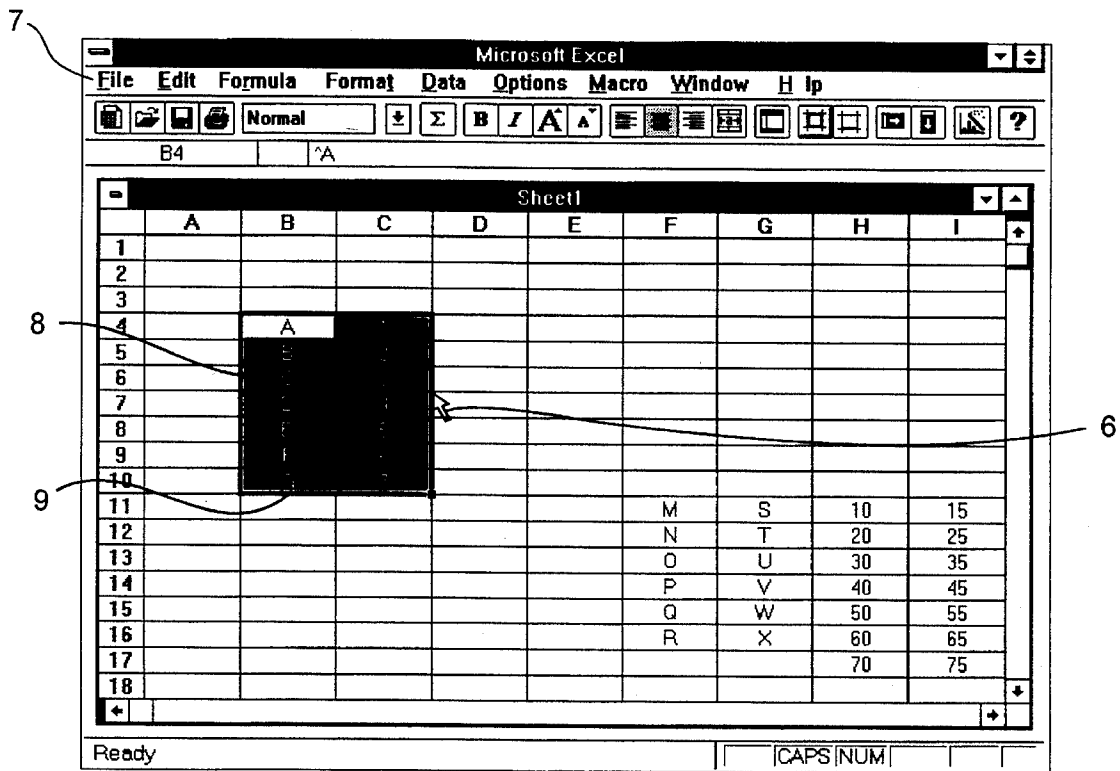 7
Microsoft Excel
File Edit Formula Format Data Options Macro Window H lp
Normal Σ B I A A ?
B4 ^A
Sheet1
A B C D E F G H I
1
2
3
8 4 A
5
6
7
8 6
9
10
9
11 M S 10 15
12 N T 20 25
13 O U 30 35
14 P V 40 45
15 Q W 50 55
16 R X 60 65
17 70 75
18
Ready CAPS NUM